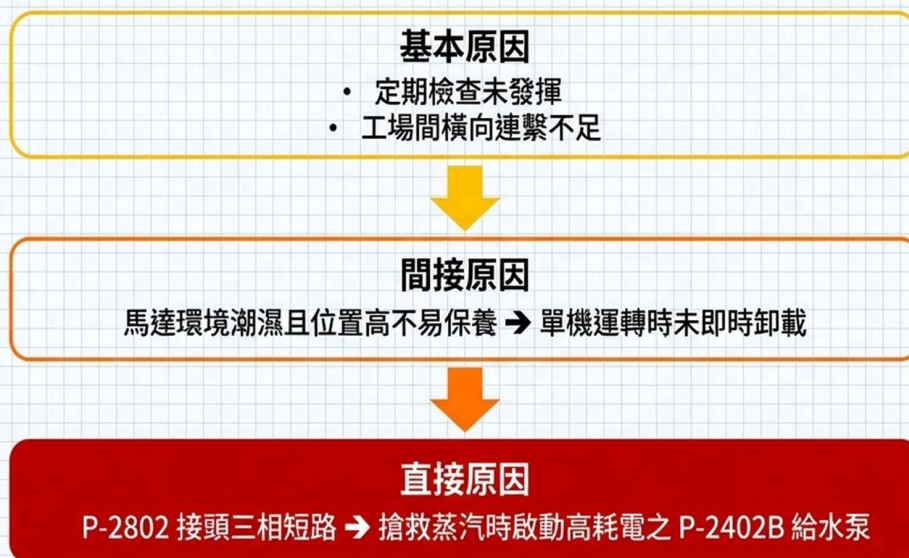 基本原因
• 定期檢查未發揮
• 工場間橫向連繫不足
間接原因
馬達環境潮濕且位置高不易保養 → 單機運轉時未即時卸載
直接原因
P-2802 接頭三相短路 → 搶救蒸汽時啟動高耗電之 P-2402B 給水泵